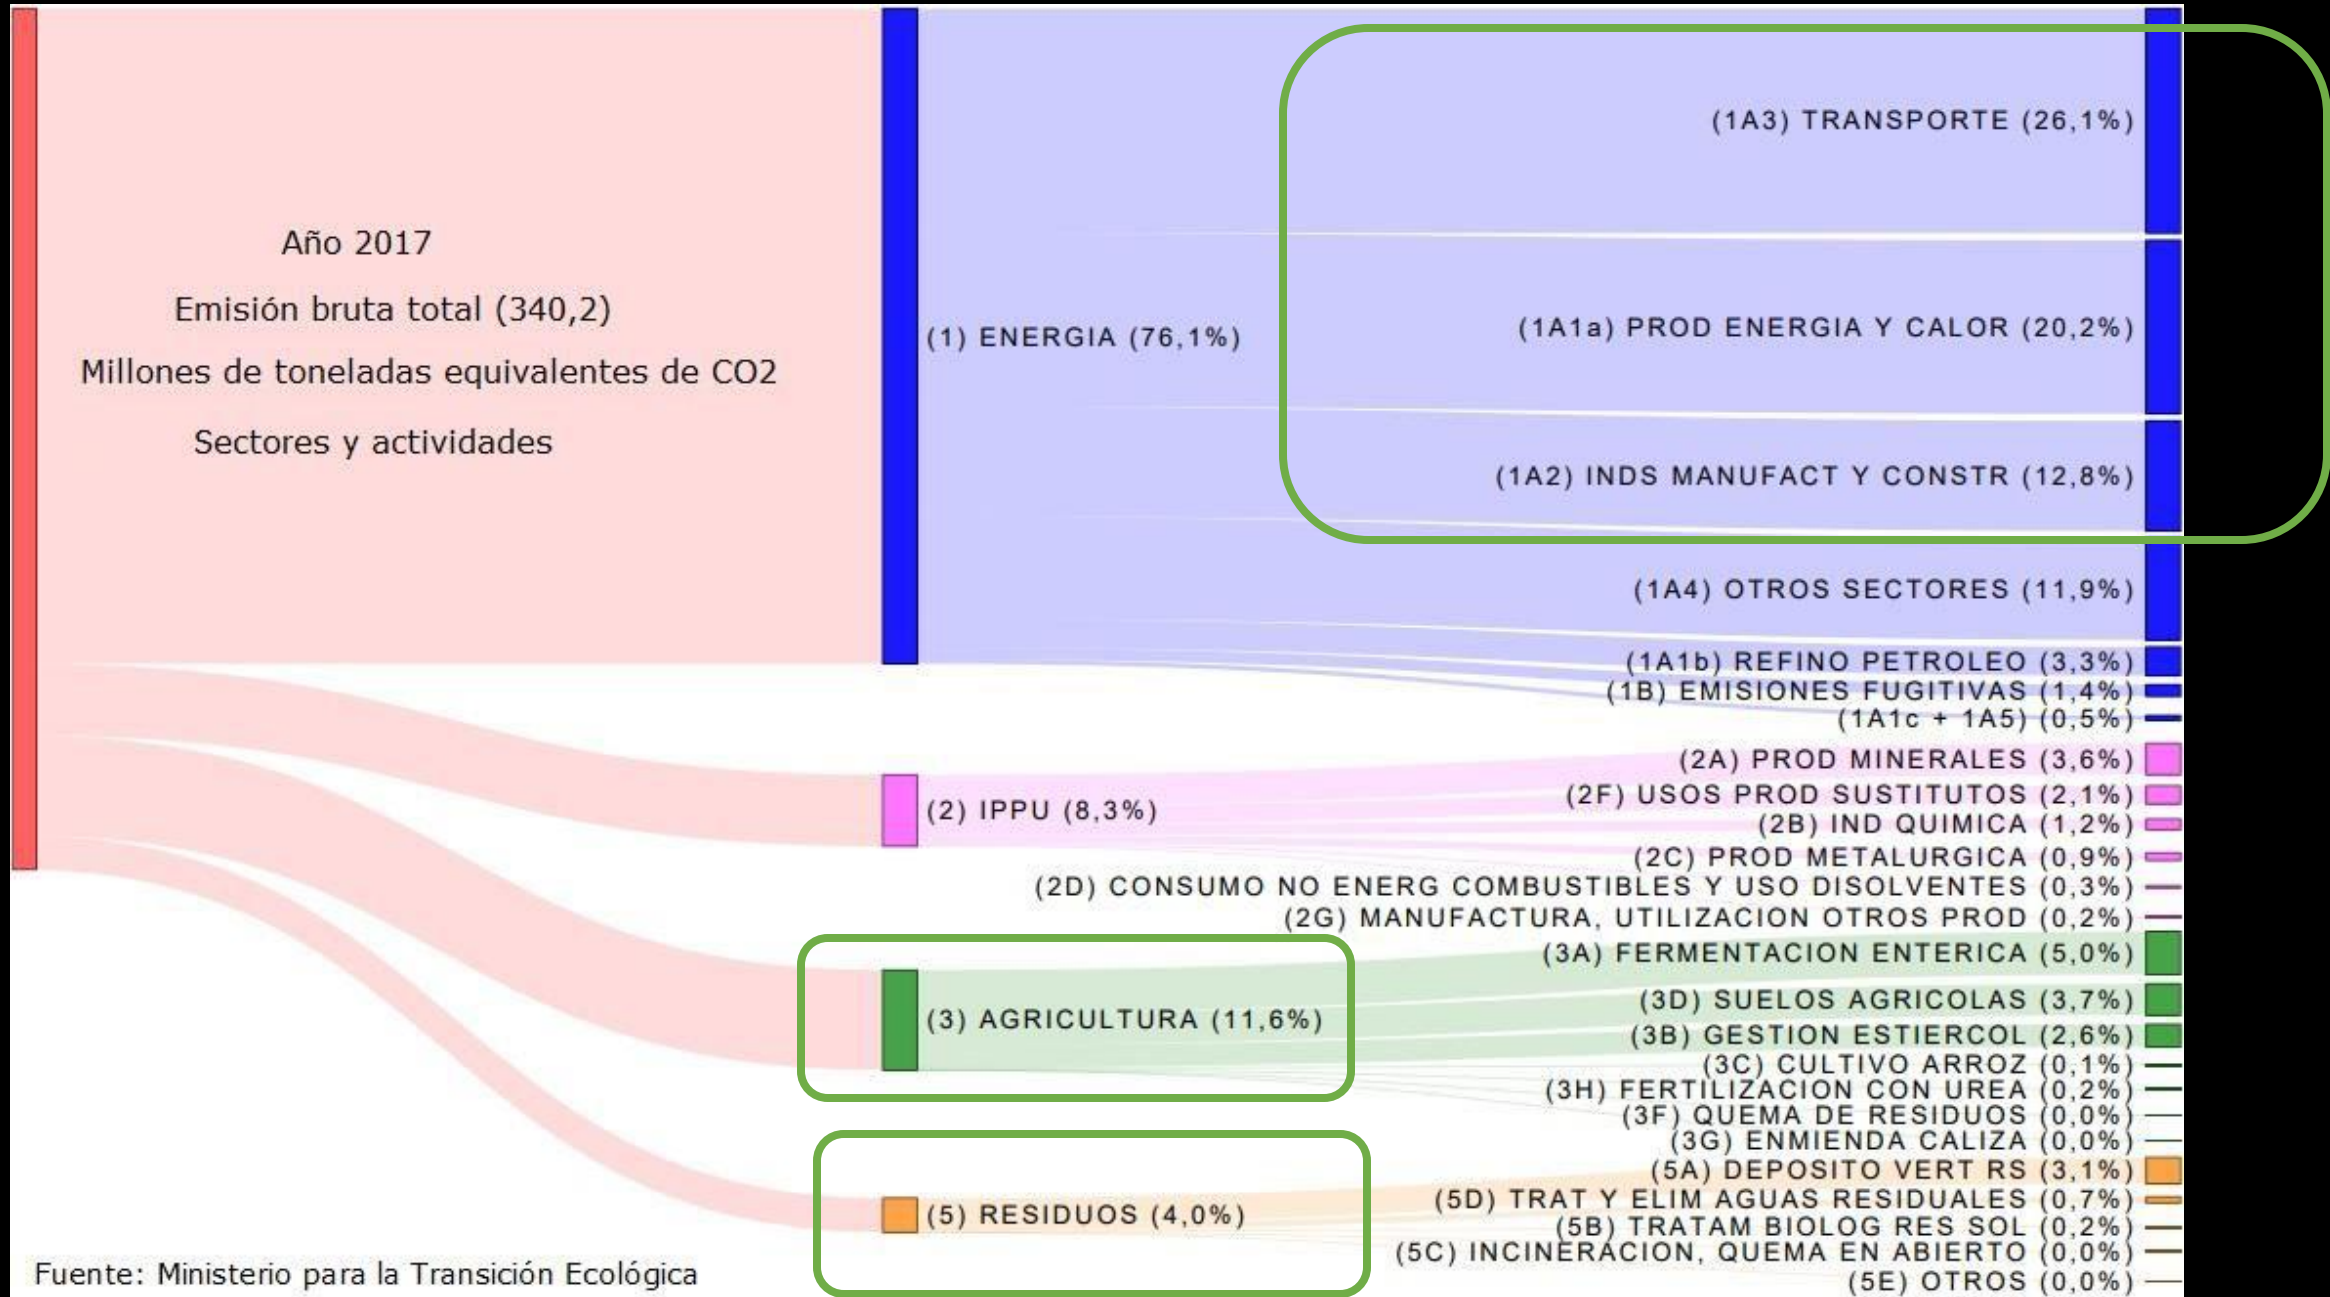 Año 2017
Emisión bruta total (340,2)
Millones de toneladas equivalentes de CO2
Sectores y actividades
(1) ENERGIA (76,1%)
(2) IPPU (8,3%)
(3) AGRICULTURA (11,6%)
(5) RESIDUOS (4,0%)
(1A3) TRANSPORTE (26,1%)
(1A1a) PROD ENERGIA Y CALOR (20,2%)
(1A2) INDS MANUFACT Y CONSTR (12,8%)
(1A4) OTROS SECTORES (11,9%)
(1A1b) REFINO PETROLEO (3,3%)
(1B) EMISIONES FUGITIVAS (1,4%)
(1A1c + 1A5) (0,5%)
(2A) PROD MINERALES (3,6%)
(2F) USOS PROD SUSTITUTOS (2,1%)
(2B) IND QUIMICA (1,2%)
(2C) PROD METALURGICA (0,9%)
(2D) CONSUMO NO ENERG COMBUSTIBLES Y USO DISOLVENTES (0,3%)
(2G) MANUFACTURA, UTILIZACION OTROS PROD (0,2%)
(3A) FERMENTACION ENTERICA (5,0%)
(3D) SUELOS AGRICOLAS (3,7%)
(3B) GESTION ESTIERCOL (2,6%)
(3C) CULTIVO ARROZ (0,1%)
(3H) FERTILIZACION CON UREA (0,2%)
(3F) QUEMA DE RESIDUOS (0,0%)
(3G) ENMIENDA CALIZA (0,0%)
(5A) DEPOSITO VERT RS (3,1%)
(5D) TRAT Y ELIM AGUAS RESIDUALES (0,7%)
(5B) TRATAM BIOLOG RES SOL (0,2%)
(5C) INCINERACION, QUEMA EN ABIERTO (0,0%)
(5E) OTROS (0,0%)
Fuente: Ministerio para la Transición Ecológica